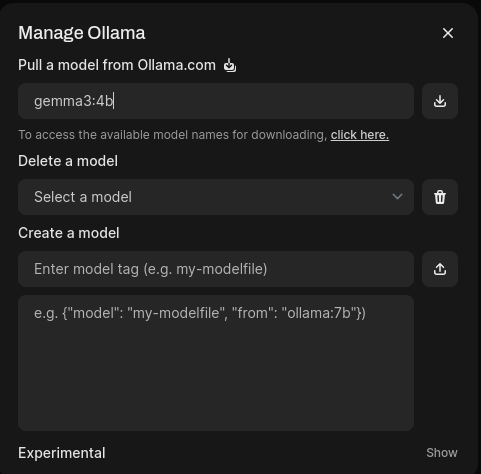 Manage Ollama
Pull a model from Ollama.com
gemma3:4b
To access the available model names for downloading, click here.
Delete a model
Select a model
Create a model
Enter model tag (e.g. my-modelfile)
e.g. {"model": "my-modelfile", "from": "ollama:7b"})
Experimental Show